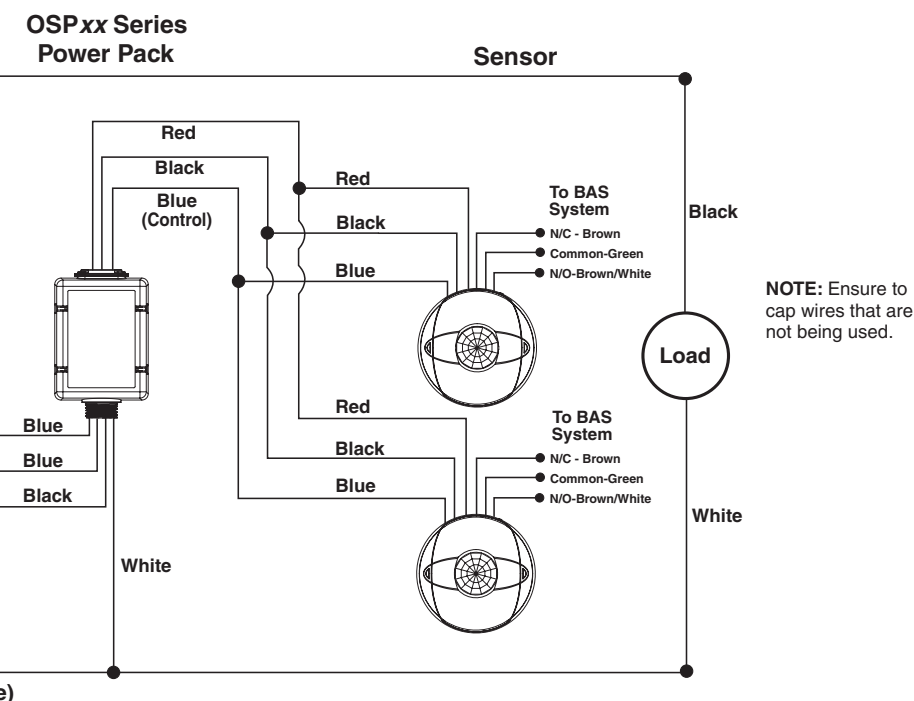 OSPxx Series
Power Pack
Sensor
Red
Black
Blue
(Control)
Red
Black
Blue
To BAS
System
N/C - Brown
Common-Green
N/O-Brown/White
Black
NOTE: Ensure to
cap wires that are
not being used.
Load
Blue
Blue
Black
White
Red
Black
Blue
To BAS
System
N/C - Brown
Common-Green
N/O-Brown/White
White
e)